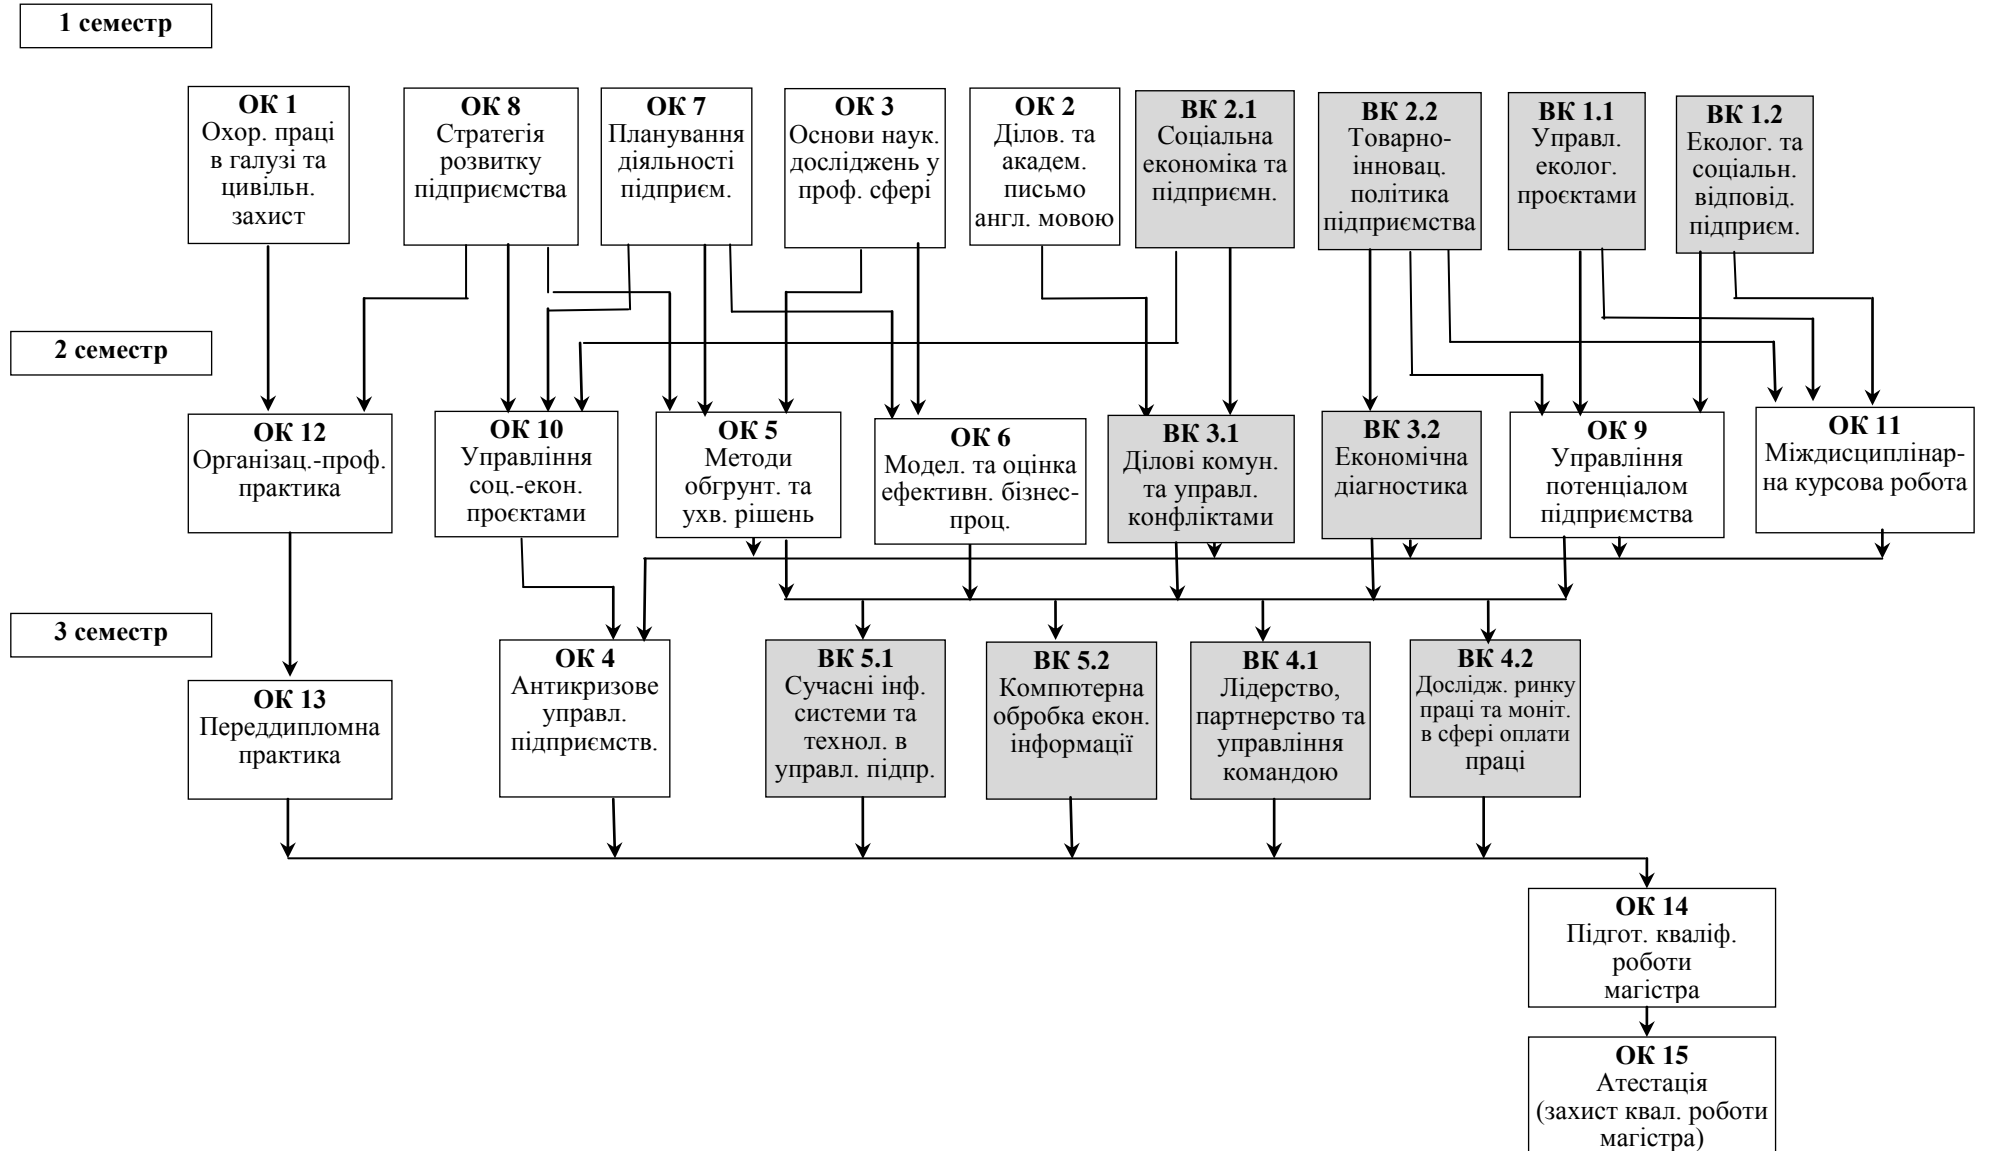 1 семестр
ОК 1
Охор. праці
в галузі та
цивільн.
захист
ОК 8
Стратегія
розвитку
підприємства
ОК 7
Планування
діяльності
підприєм.
ОК 3
Основи наук.
досліджень у
проф. сфері
ОК 2
Ділов. та
академ.
письмо
англ. мовою
ВК 2.1
Соціальна
економіка та
підприємн.
ВК 2.2
Товарно-
інновац.
політика
підприємства
ВК 1.1
Управл.
еколог.
проєктами
ВК 1.2
Еколог. та
соціальн.
відповід.
підприєм.
2 семестр
ОК 12
Організац.-проф.
практика
ОК 10
Управління
соц.-екон.
проєктами
ОК 5
Методи
обгрунт. та
ухв. рішень
ОК 6
Модел. та оцінка
ефективн. бізнес-
проц.
ВК 3.1
Ділові комун.
та управл.
конфліктами
ВК 3.2
Економічна
діагностика
ОК 9
Управління
потенціалом
підприємства
ОК 11
Міждисциплінар-
на курсова робота
3 семестр
ОК 13
Переддипломна
практика
ОК 4
Антикризове
управл.
підприємств.
ВК 5.1
Сучасні інф.
системи та
технол. в
управл. підпр.
ВК 5.2
Компютерна
обробка екон.
інформації
ВК 4.1
Лідерство,
партнерство та
управління
командою
ВК 4.2
Дослідж. ринку
праці та моніт.
в сфері оплати
праці
ОК 14
Підгот. кваліф.
роботи
магістра
ОК 15
Атестація
(захист квал. роботи
магістра)